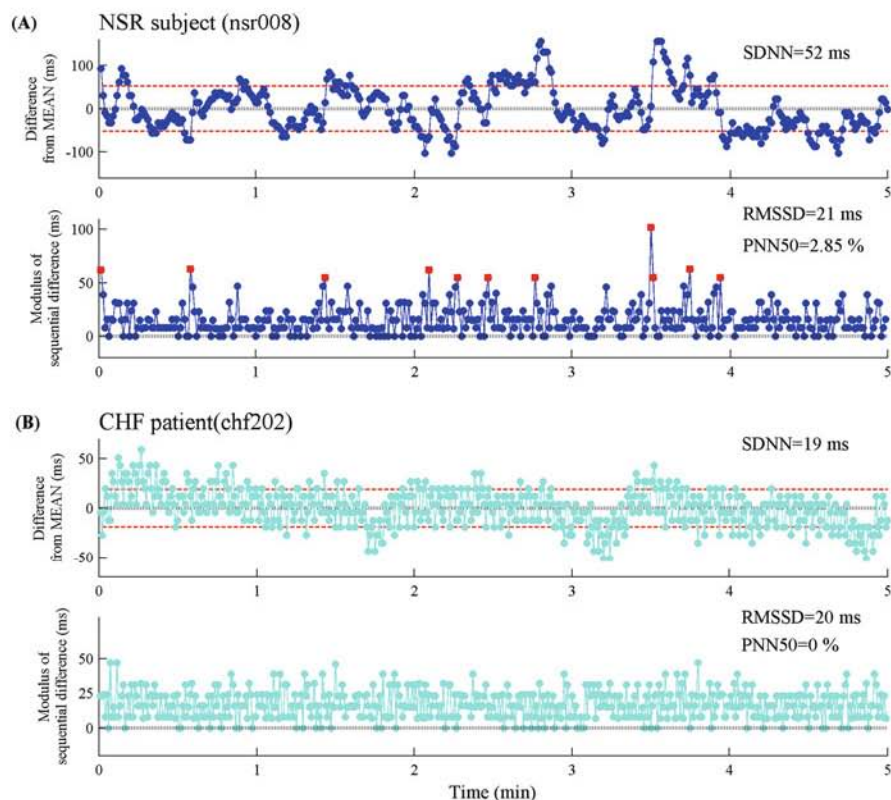 (A)
NSR subject (nsr008)
SDNN=52 ms
Difference
from MEAN (ms)
100
0
-100
0 1 2 3 4 5
RMSSD=21 ms
PNN50=2.85 %
Modulus of
sequential difference (ms)
100
50
0
0 1 2 3 4 5
(B)
CHF patient(chf202)
SDNN=19 ms
Difference
from MEAN (ms)
50
0
-50
0 1 2 3 4 5
RMSSD=20 ms
PNN50=0 %
Modulus of
sequential difference (ms)
50
25
0
0 1 2 3 4 5
Time (min)